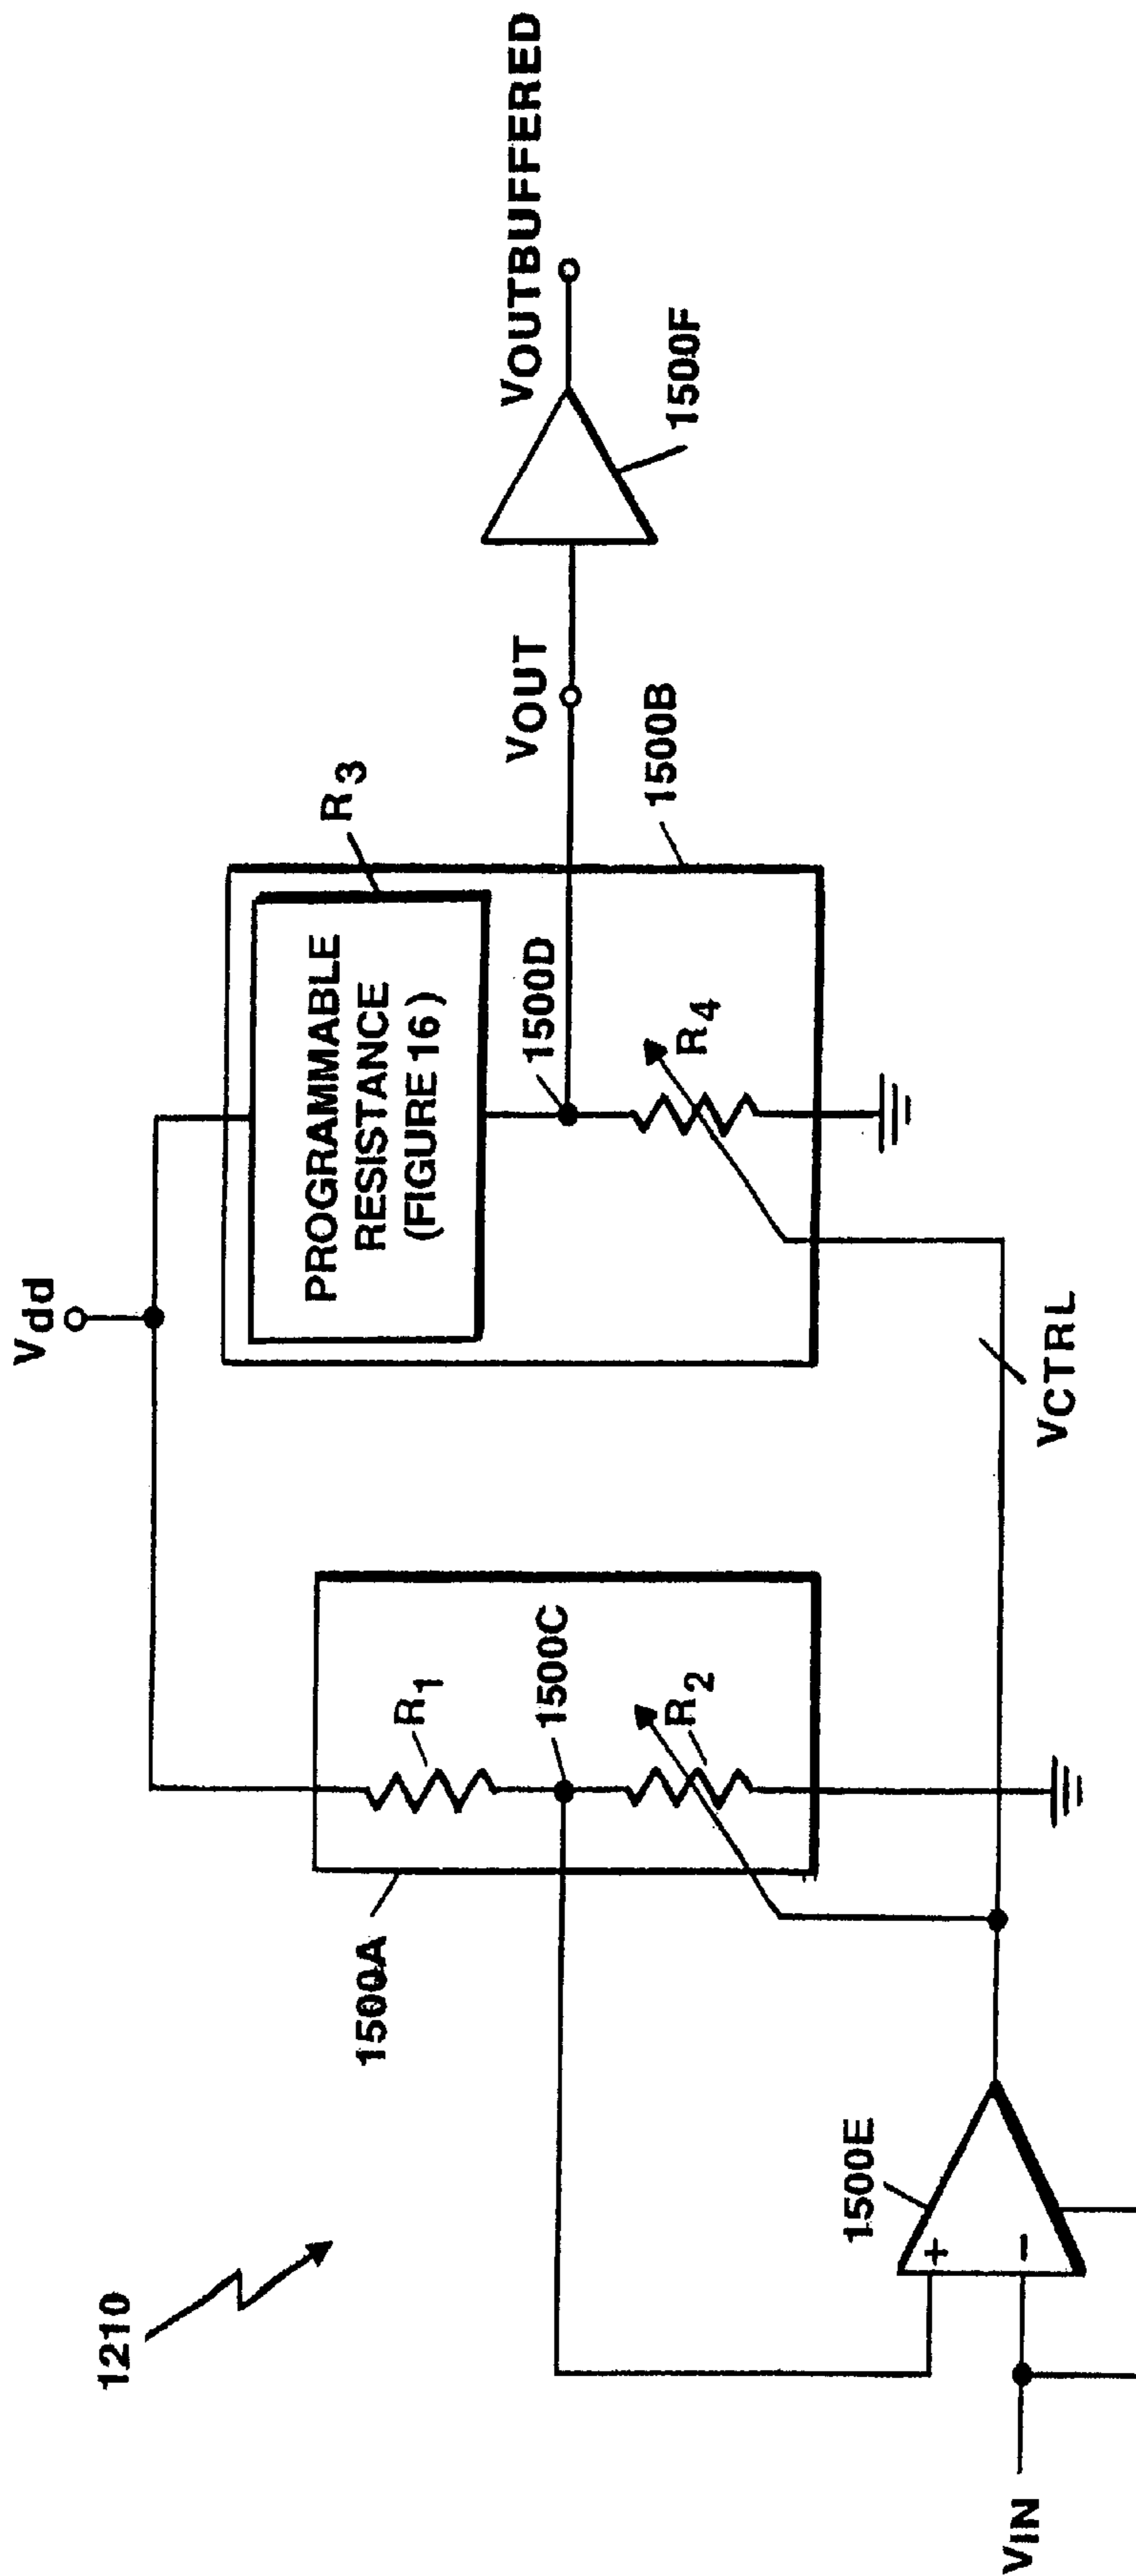 1210
Vdd
1500A
R1
1500C
R2
PROGRAMMABLE
RESISTANCE
(FIGURE 16)
R3
1500D
R4
1500B
VOUT
VOUTBUFFERED
1500F
1500E
+
-
VIN
VCTRL